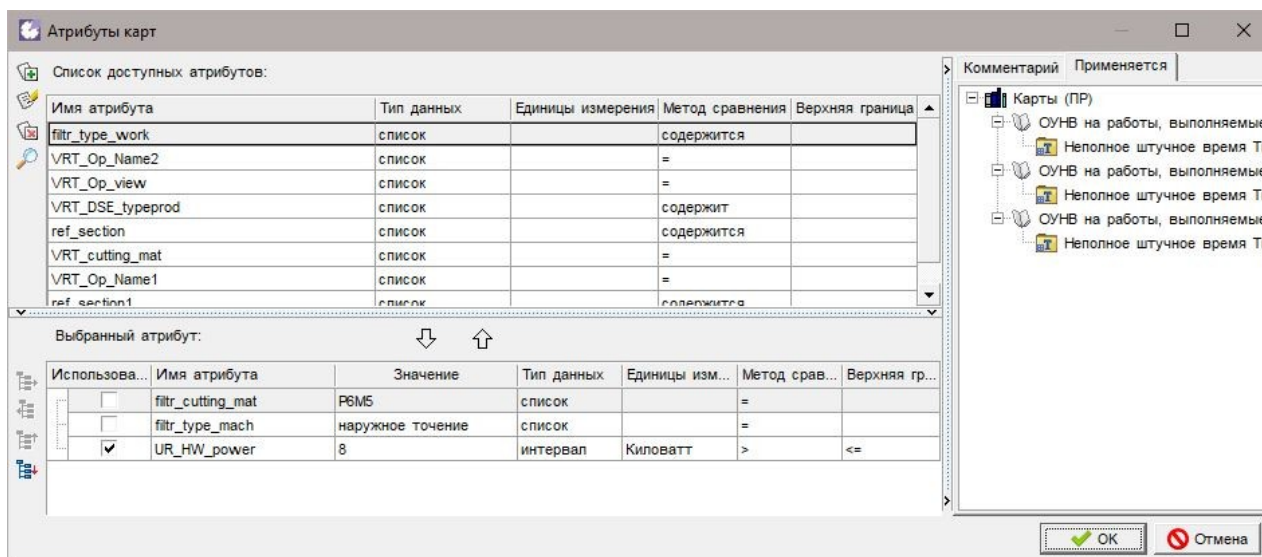 Атрибуты карт
Список доступных атрибутов:
Имя атрибута Тип данных Единицы измерения Метод сравнения Верхняя граница
filtr_type_work список содержится
VRT_Op_Name2 список =
VRT_Op_view список =
VRT_DSE_typeprod список содержит
ref_section список содержится
VRT_cutting_mat список =
VRT_Op_Name1 список =
ref_section1 список содержится
Выбранный атрибут:
Использова... Имя атрибута Значение Тип данных Единицы изм... Метод срав... Верхняя гр...
filtr_cutting_mat Р6М5 список =
filtr_type_mach наружное точение список =
UR_HW_power 8 интервал Киловатт > <=
Комментарий Применяется
Карты (ПР)
ОУНВ на работы, выполняемые
Неполное штучное время
ОУНВ на работы, выполняемые
Неполное штучное время
ОУНВ на работы, выполняемые
Неполное штучное время
OK Отмена